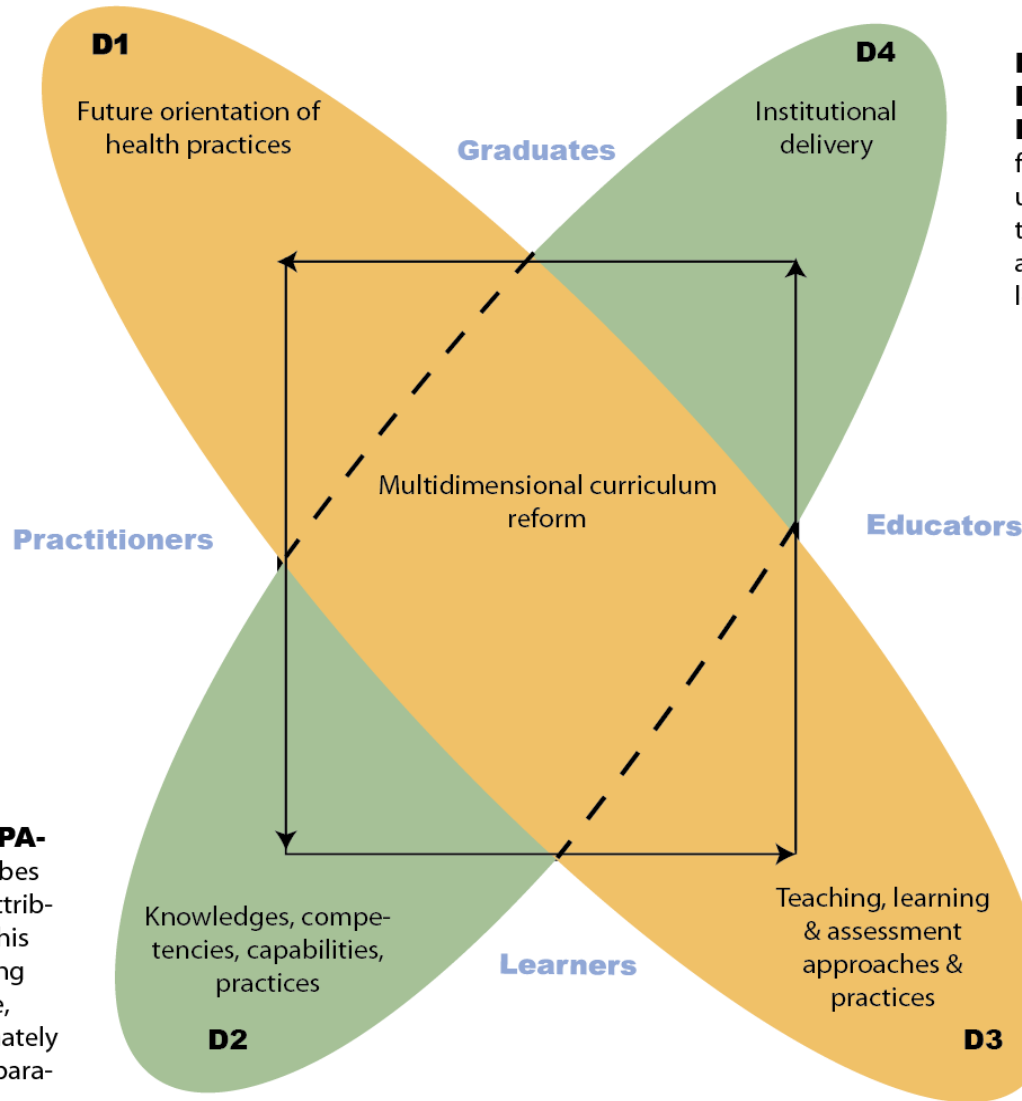 D1
Future orientation of
health practices
Graduates
D4
Institutional
delivery
Multidimensional curriculum
reform
Practitioners
Educators
Knowledges, compe-
tencies, capabilities,
practices
D2
Learners
Teaching, learning
& assessment
approaches &
practices
D3
PA-